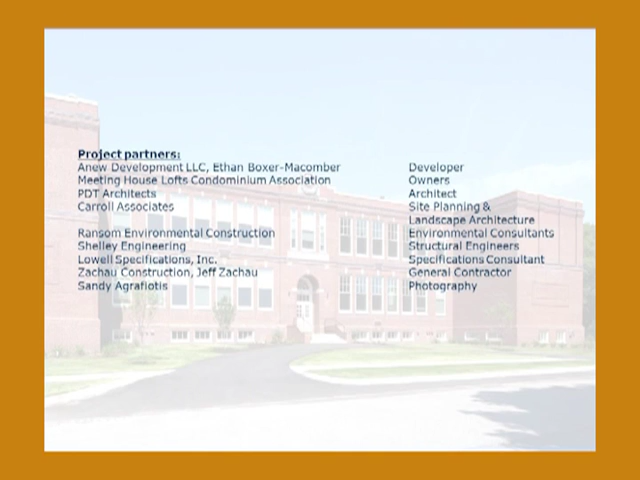 Project partners:
Anew Development LLC, Ethan Boxer-Macomber Developer
Meeting House Lofts Condominium Association Owners
PDT Architects Architect
Carroll Associates Site Planning &
Landscape Architecture
Ransom Environmental Construction Environmental Consultants
Shelley Engineering Structural Engineers
Lowell Specifications, Inc. Specifications Consultant
Zachau Construction, Jeff Zachau General Contractor
Sandy Agrafiotis Photography